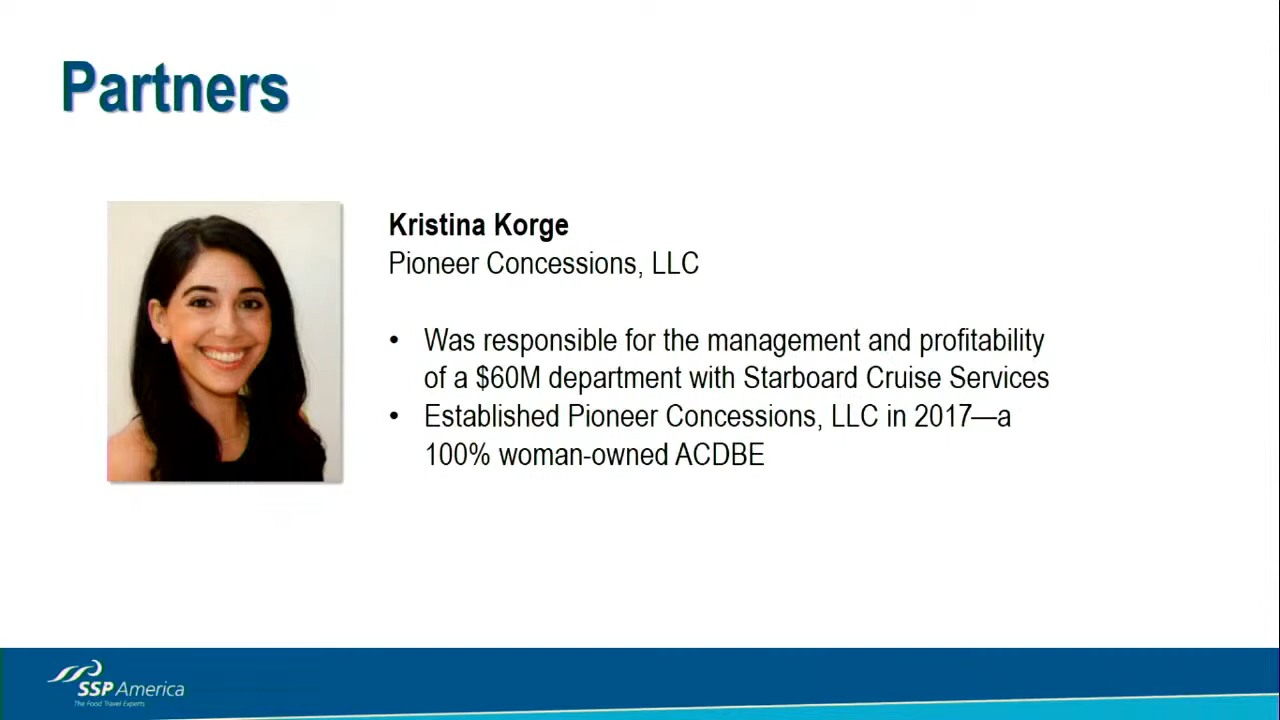 Partners
Kristina Korge
Pioneer Concessions, LLC
• Was responsible for the management and profitability
of a $60M department with Starboard Cruise Services
• Established Pioneer Concessions, LLC in 2017—a
100% woman-owned ACDBE
SSP America
The Food Travel Experts